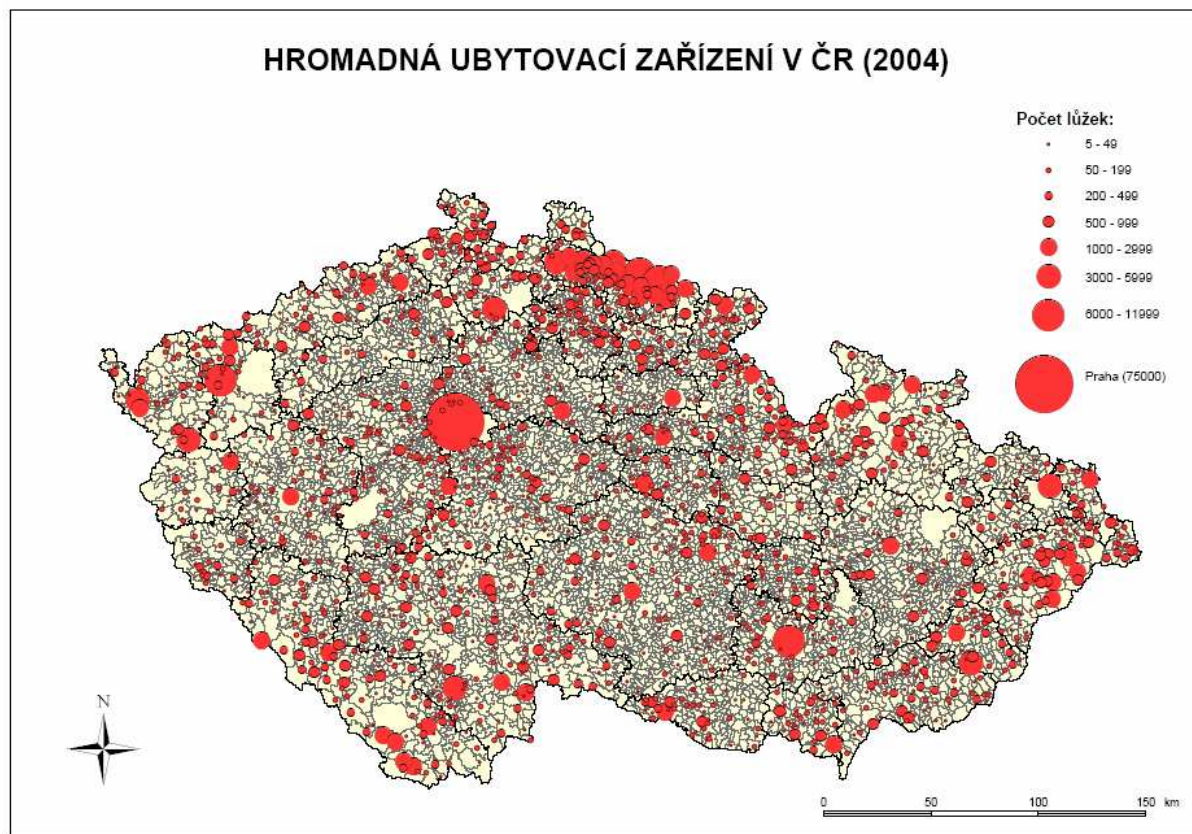 HROMADNÁ UBYTOVACÍ ZAŘÍZENÍ V ČR (2004)
Počet lůžek:
5 - 49
50 - 199
200 - 499
500 - 999
1000 - 2999
3000 - 5999
6000 - 11999
Praha (75000)
N
0 50 100 150 km